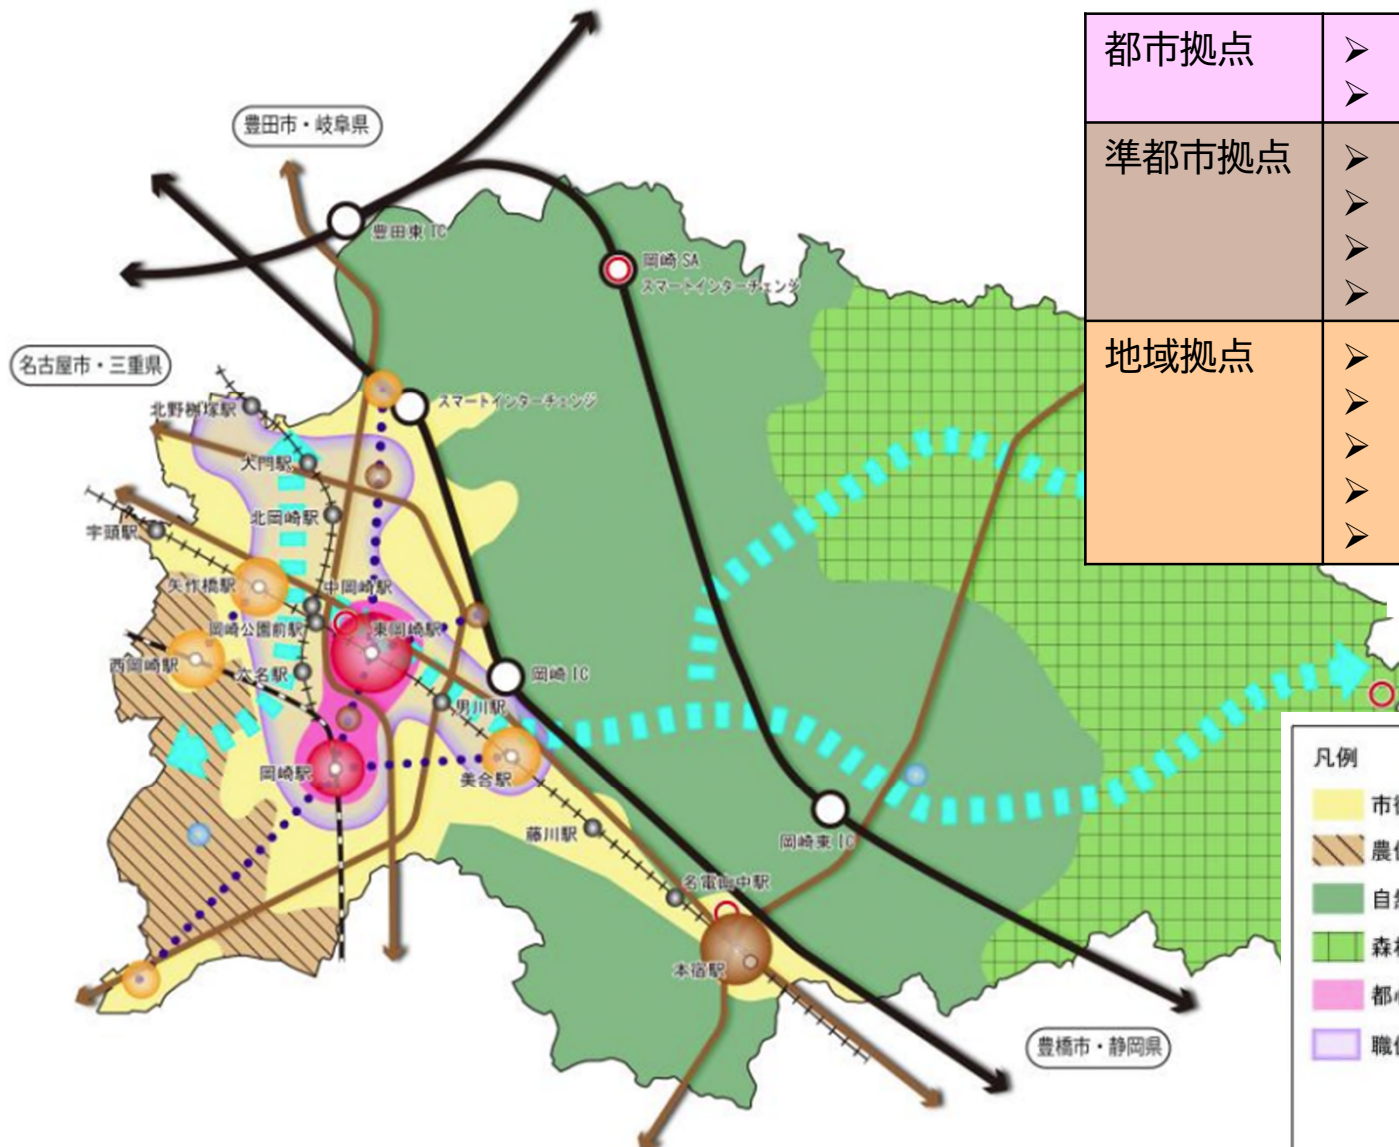 都市拠点
➢
➢
準都市拠点
➢
➢
➢
➢
地域拠点
➢
➢
➢
➢
➢
豊田市・岐阜県
豊田東IC
岡崎SA
スマートインターチェンジ
名古屋市・三重県
スマートインターチェンジ
北野桝塚駅
大門駅
北岡崎駅
宇頭駅
矢作橋駅
中岡崎駅
岡崎公園前駅
東岡崎駅
西岡崎駅
六名駅
岡崎IC
男川駅
岡崎駅
美合駅
藤川駅
岡崎東IC
名電山中駅
本宿駅
豊橋市・静岡県
凡例
市
農
自
森
都
職